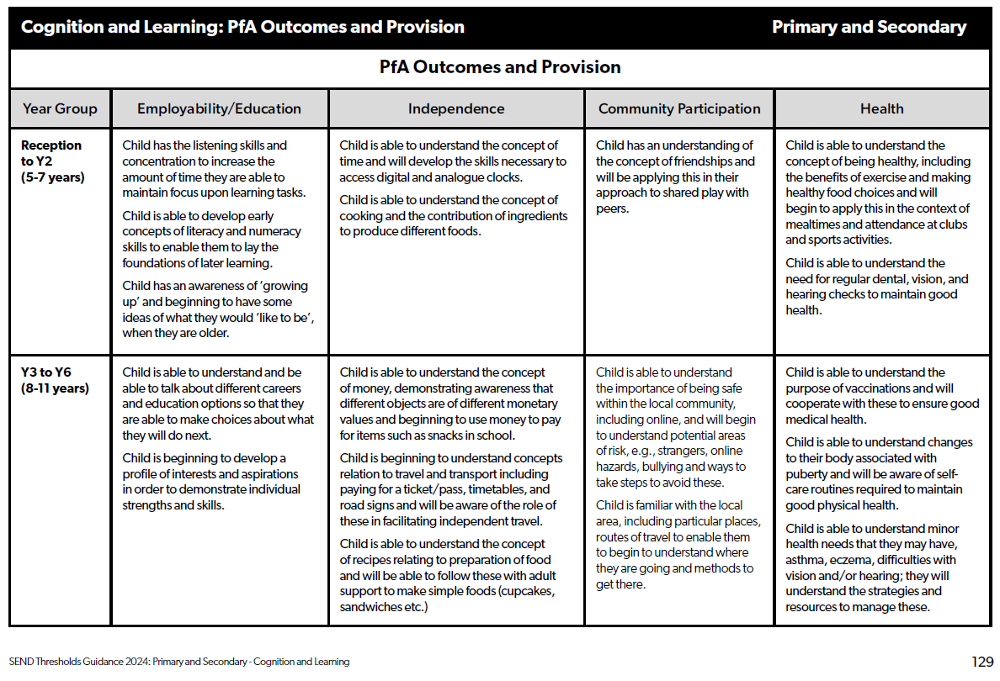 Cognition and Learning: PfA Outcomes and Provision
Primary and Secondary
PfA Outcomes and Provision
Year Group
Employability/Education
Independence
Community Participation
Health
Reception
to Y2
(5-7 years)
Child has the listening skills and
concentration to increase the
amount of time they are able to
maintain focus upon learning tasks.
Child is able to develop early
concepts of literacy and numeracy
skills to enable them to lay the
foundations of later learning.
Child has an awareness of ‘growing
up’ and beginning to have some
ideas of what they would ‘like to be’,
when they are older.
Child is able to understand the concept of
time and will develop the skills necessary to
access digital and analogue clocks.
Child is able to understand the concept of
cooking and the contribution of ingredients
to produce different foods.
Child has an understanding of
the concept of friendships and
will be applying this in their
approach to shared play with
peers.
Child is able to understand the
concept of being healthy, including
the benefits of exercise and making
healthy food choices and will
begin to apply this in the context of
mealtimes and attendance at clubs
and sports activities.
Child is able to understand the
need for regular dental, vision, and
hearing checks to maintain good
health.
Y3 to Y6
(8-11 years)
Child is able to understand and be
able to talk about different careers
and education options so that they
are able to make choices about what
they will do next.
Child is beginning to develop a
profile of interests and aspirations
in order to demonstrate individual
strengths and skills.
Child is able to understand the concept
of money, demonstrating awareness that
different objects are of different monetary
values and beginning to use money to pay
for items such as snacks in school.
Child is beginning to understand concepts
relation to travel and transport including
paying for a ticket/pass, timetables, and
road signs and will be aware of the role of
these in facilitating independent travel.
Child is able to understand the concept
of recipes relating to preparation of food
and will be able to follow these with adult
support to make simple foods (cupcakes,
sandwiches etc.)
Child is able to understand
the importance of being safe
within the local community,
including online, and will begin
to understand potential areas
of risk, e.g., strangers, online
hazards, bullying and ways to
take steps to avoid these.
Child is familiar with the local
area, including particular places,
routes of travel to enable them
to begin to understand where
they are going and methods to
get there.
Child is able to understand the
purpose of vaccinations and will
cooperate with these to ensure good
medical health.
Child is able to understand changes
to their body associated with
puberty and will be aware of self-
care routines required to maintain
good physical health.
Child is able to understand minor
health needs that they may have,
asthma, eczema, difficulties with
vision and/or hearing; they will
understand the strategies and
resources to manage these.
SEND Thresholds Guidance 2024: Primary and Secondary - Cognition and Learning
129